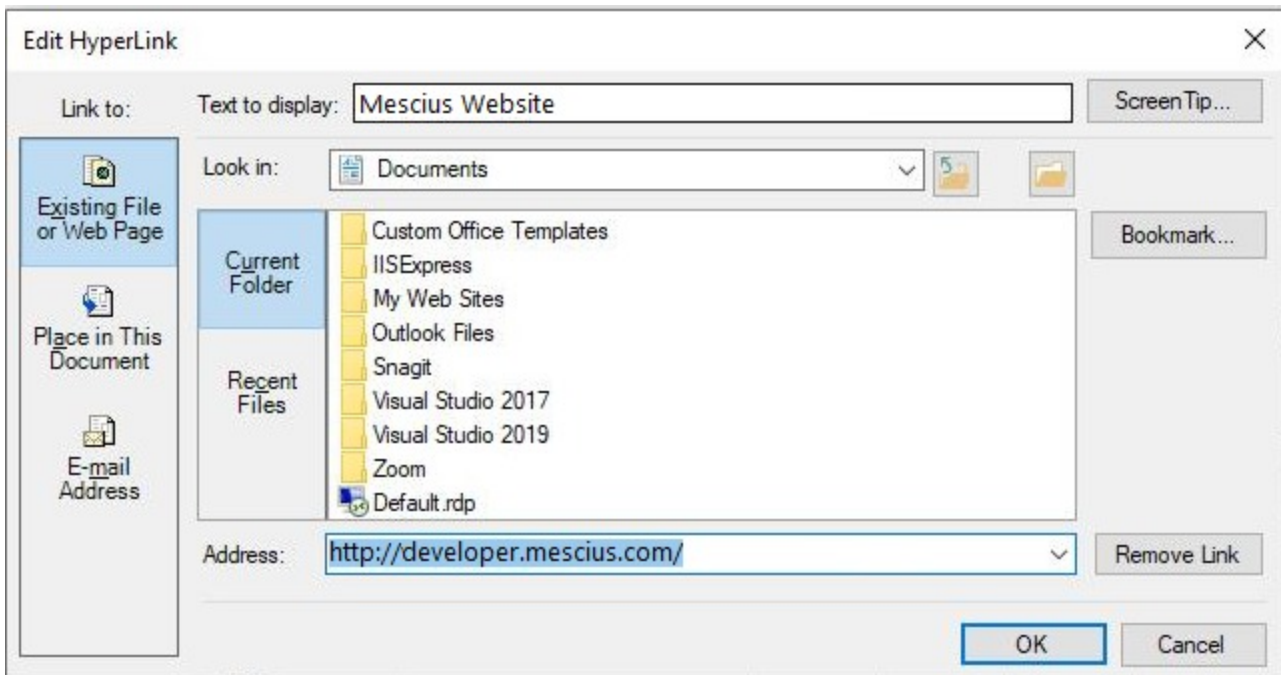 Edit HyperLink
Link to:
Text to display:
Mescius Website
ScreenTip...
Existing File
or Web Page
Place in This
Document
E-mail
Address
Look in:
Documents
Current
Folder
Recent
Files
Custom Office Templates
IISExpress
My Web Sites
Outlook Files
Snagit
Visual Studio 2017
Visual Studio 2019
Zoom
Default.rdp
Bookmark...
Address:
http://developer.mescius.com/
Remove Link
OK
Cancel